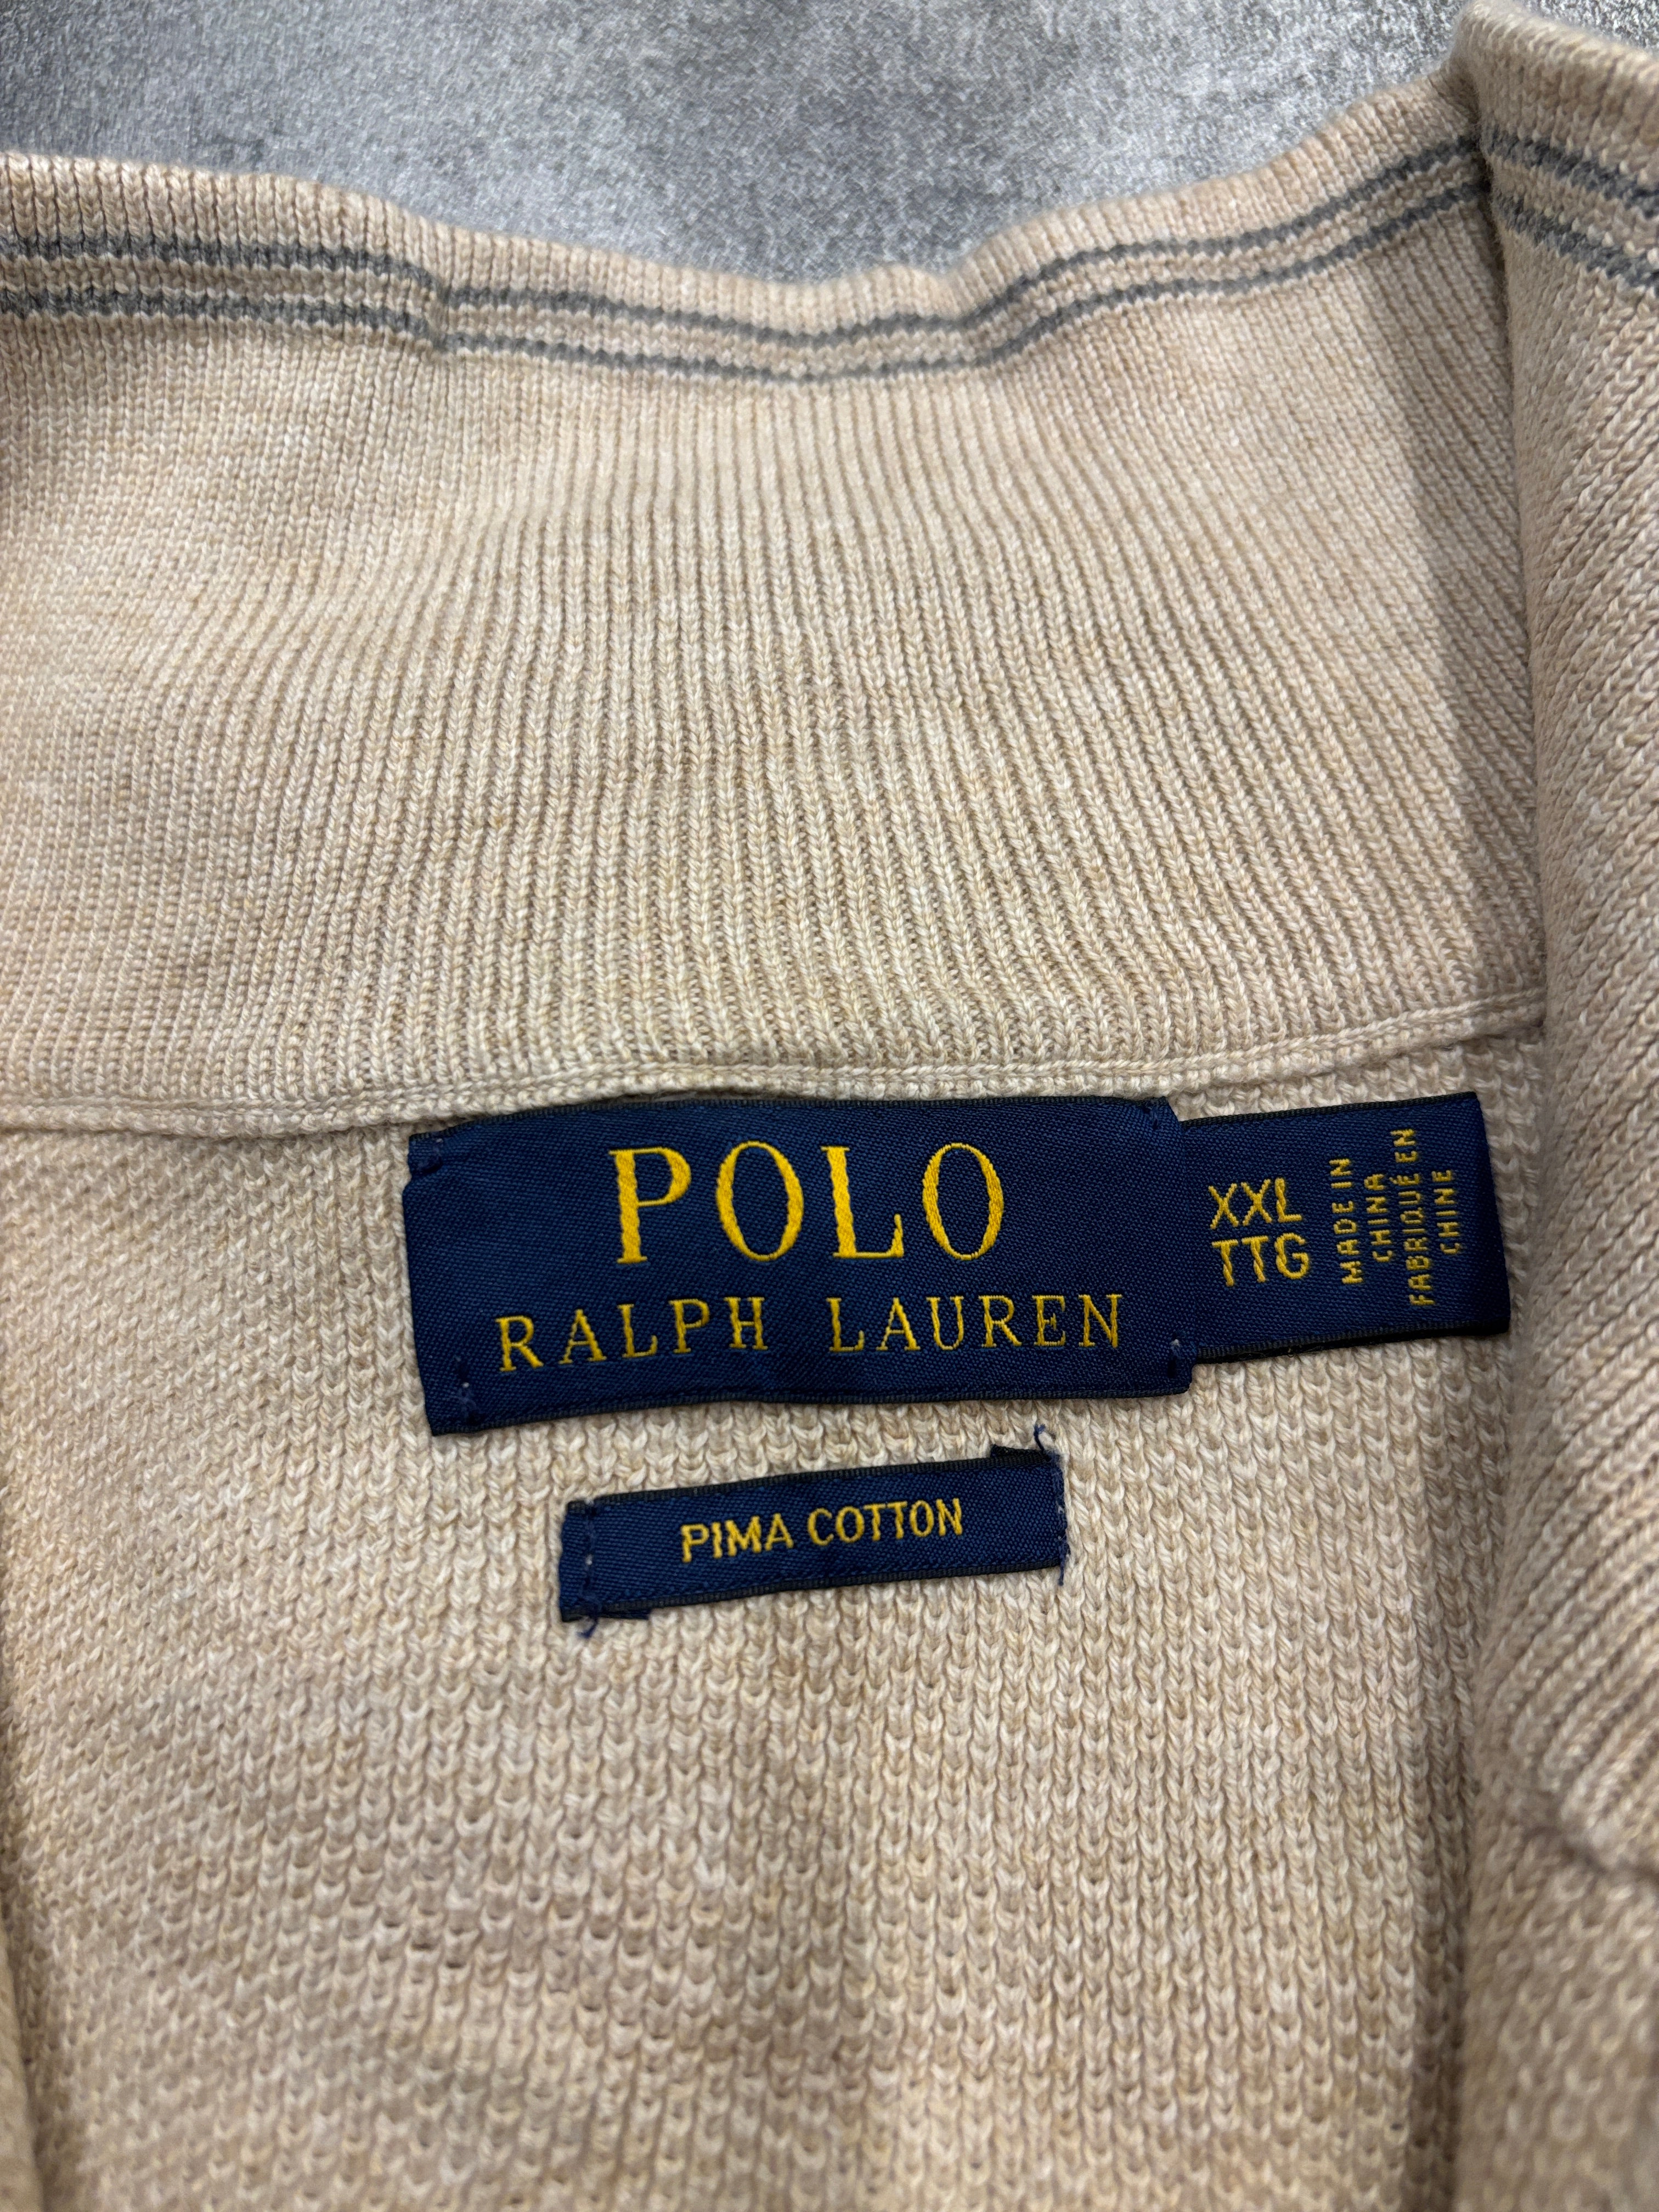 POLO
RALPH LAUREN
XXL
TTG
MADE IN
CHINA
FABRIQUÉ EN
CHINE
PIMA COTTON